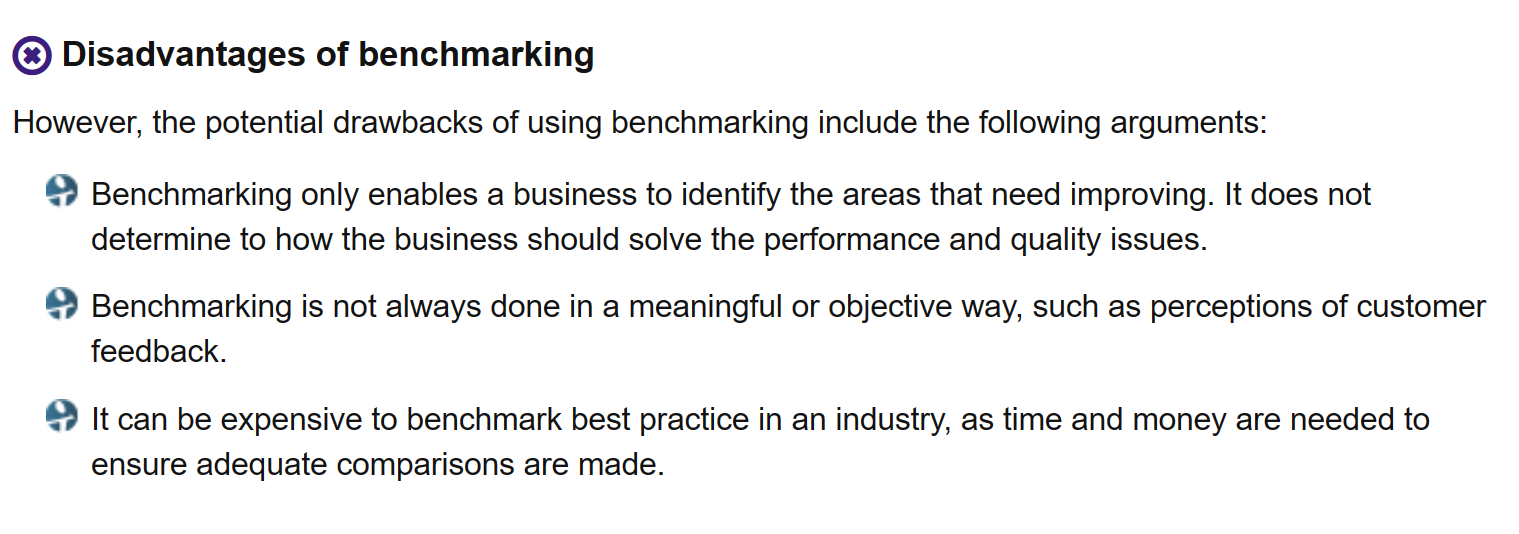 Disadvantages of benchmarking
However, the potential drawbacks of using benchmarking include the following arguments:
Benchmarking only enables a business to identify the areas that need improving. It does not
determine to how the business should solve the performance and quality issues.
Benchmarking is not always done in a meaningful or objective way, such as perceptions of customer
feedback.
It can be expensive to benchmark best practice in an industry, as time and money are needed to
ensure adequate comparisons are made.